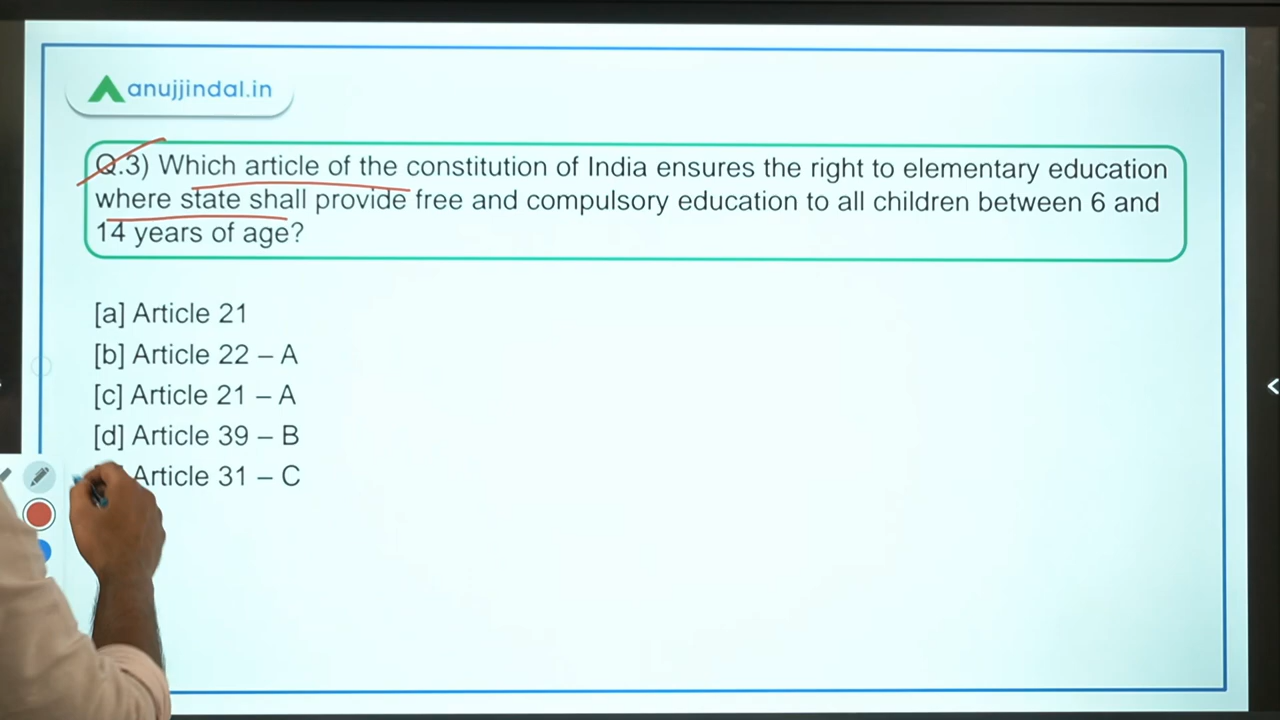 anujjindal.in
Q.3) Which article of the constitution of India ensures the right to elementary education
where state shall provide free and compulsory education to all children between 6 and
14 years of age?
[a] Article 21
[b] Article 22 – A
[c] Article 21 – A
[d] Article 39 – B
Article 31 – C